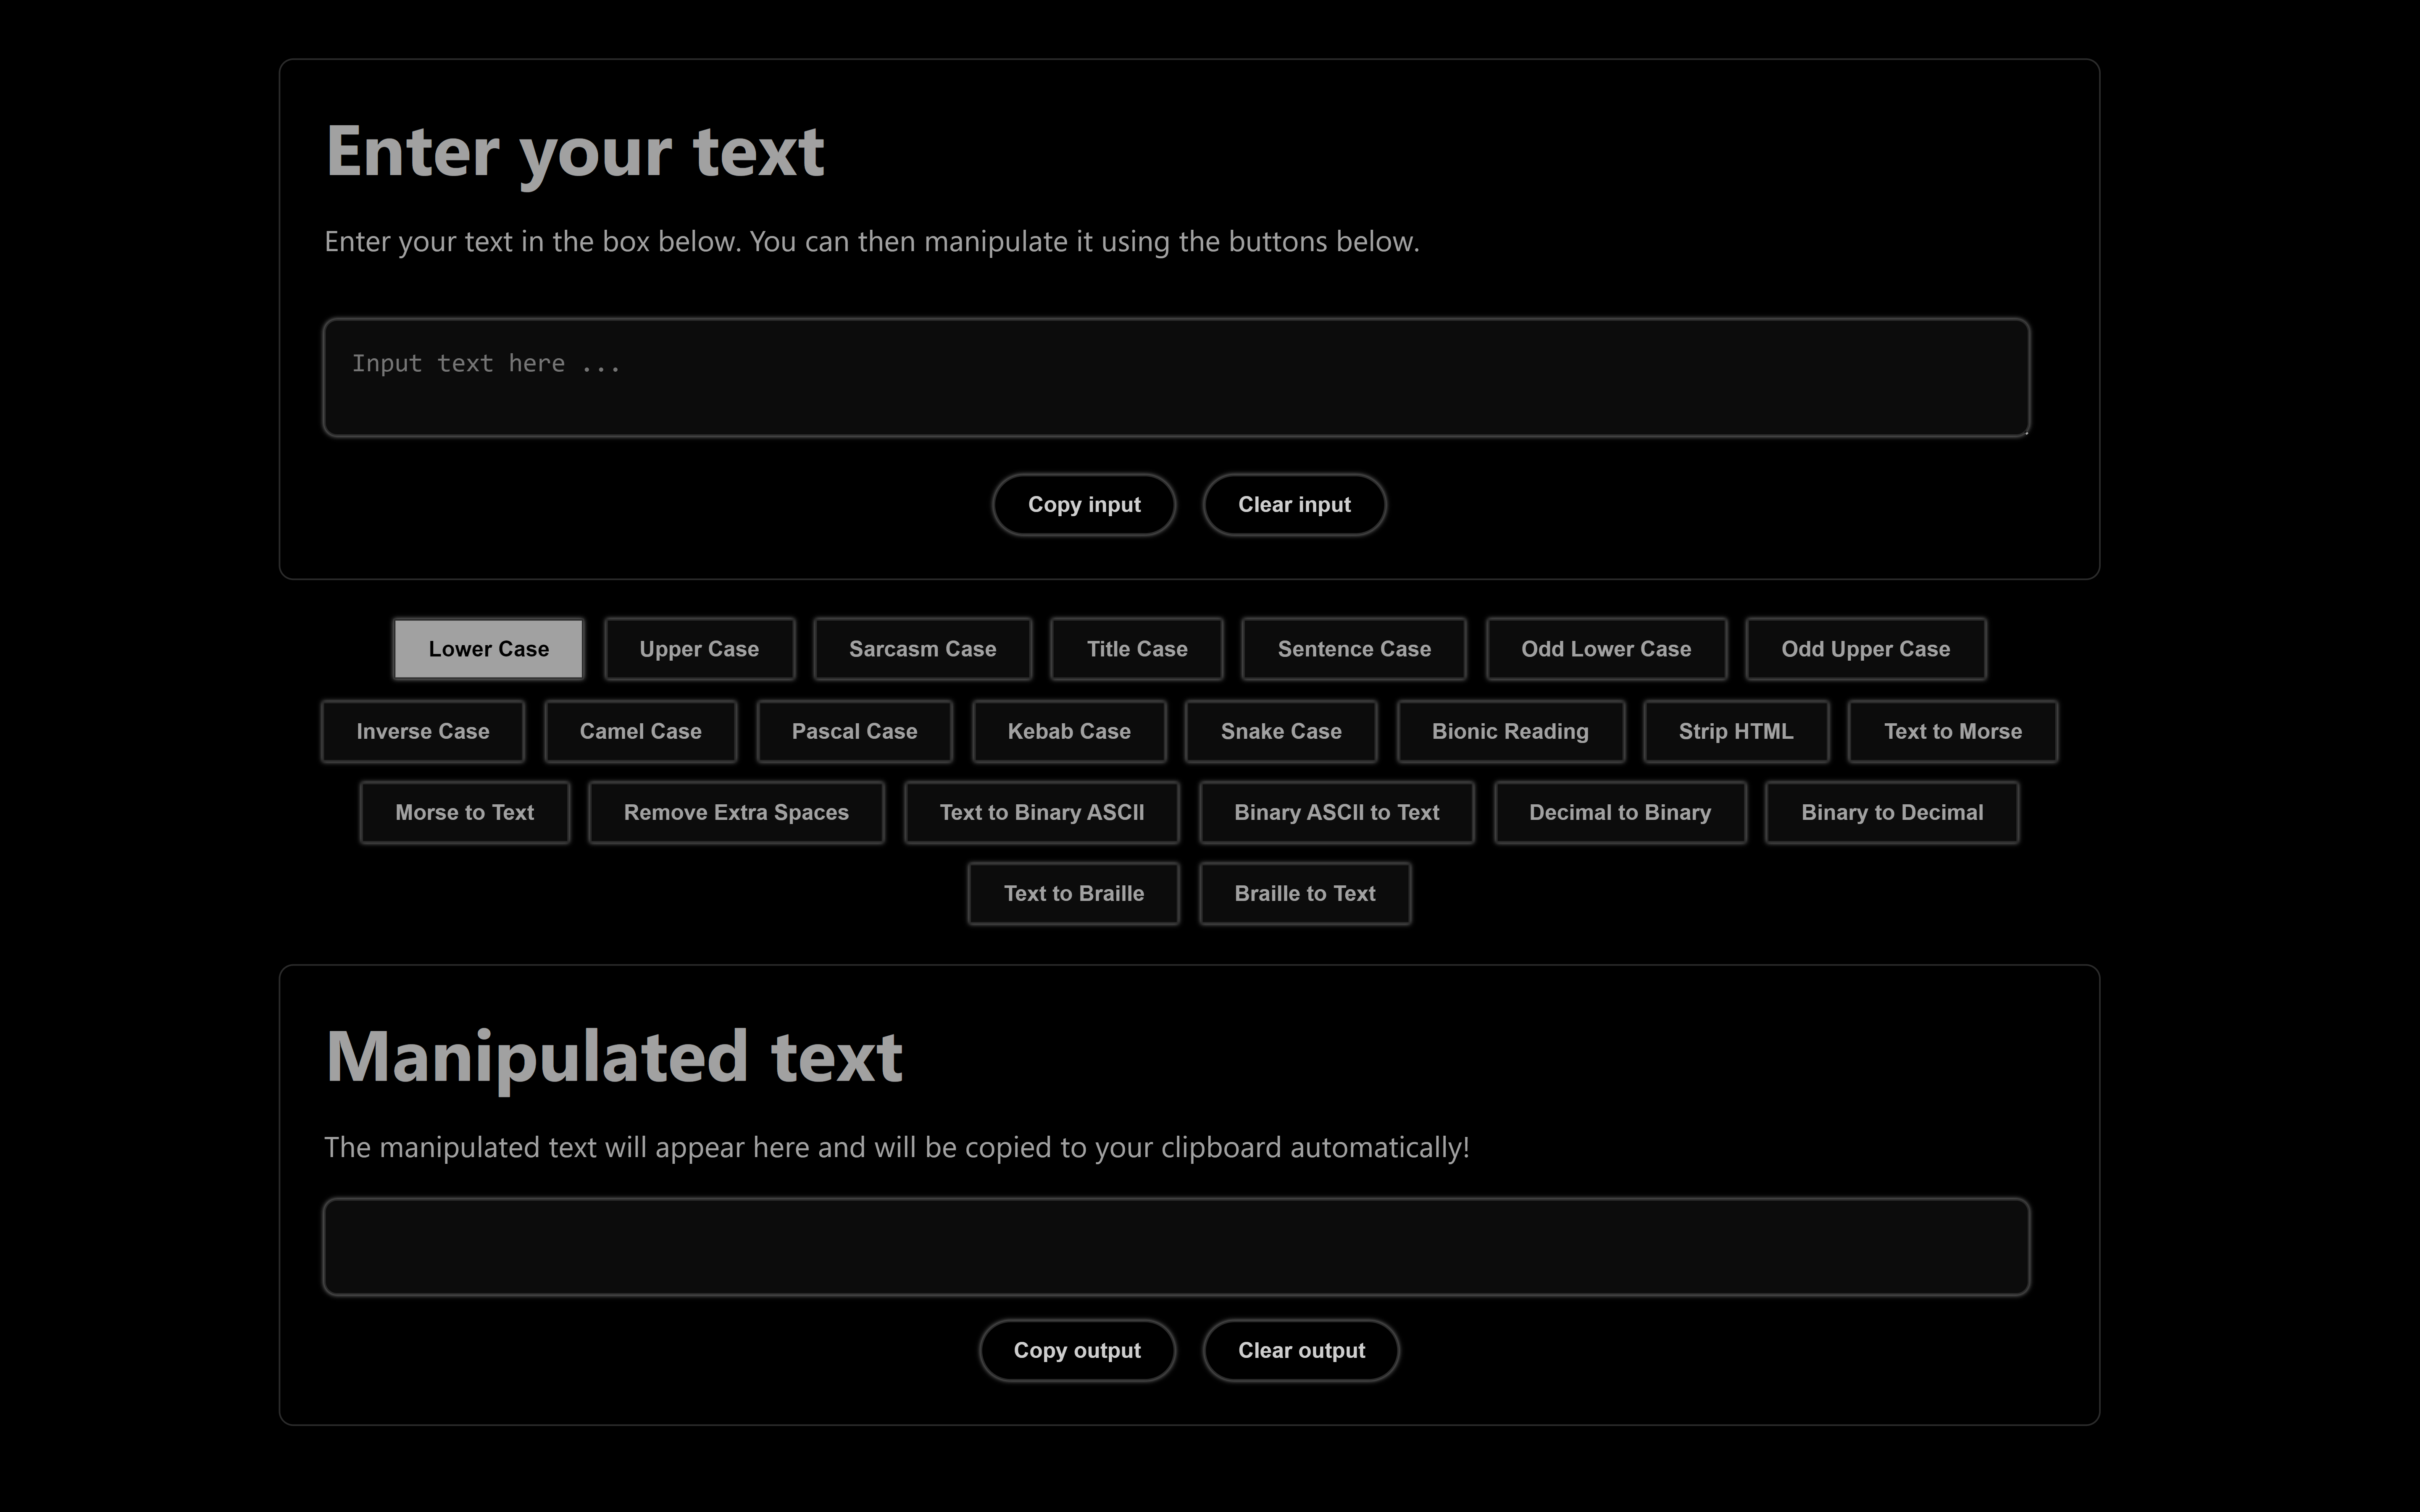 Enter your text
Enter your text in the box below. You can then manipulate it using the buttons below.
Input text here ...
Copy input Clear input
Lower Case Upper Case Sarcasm Case Title Case Sentence Case Odd Lower Case Odd Upper Case
Inverse Case Camel Case Pascal Case Kebab Case Snake Case Bionic Reading Strip HTML Text to Morse
Morse to Text Remove Extra Spaces Text to Binary ASCII Binary ASCII to Text Decimal to Binary Binary to Decimal
Text to Braille Braille to Text
Manipulated text
The manipulated text will appear here and will be copied to your clipboard automatically!
Copy output Clear output